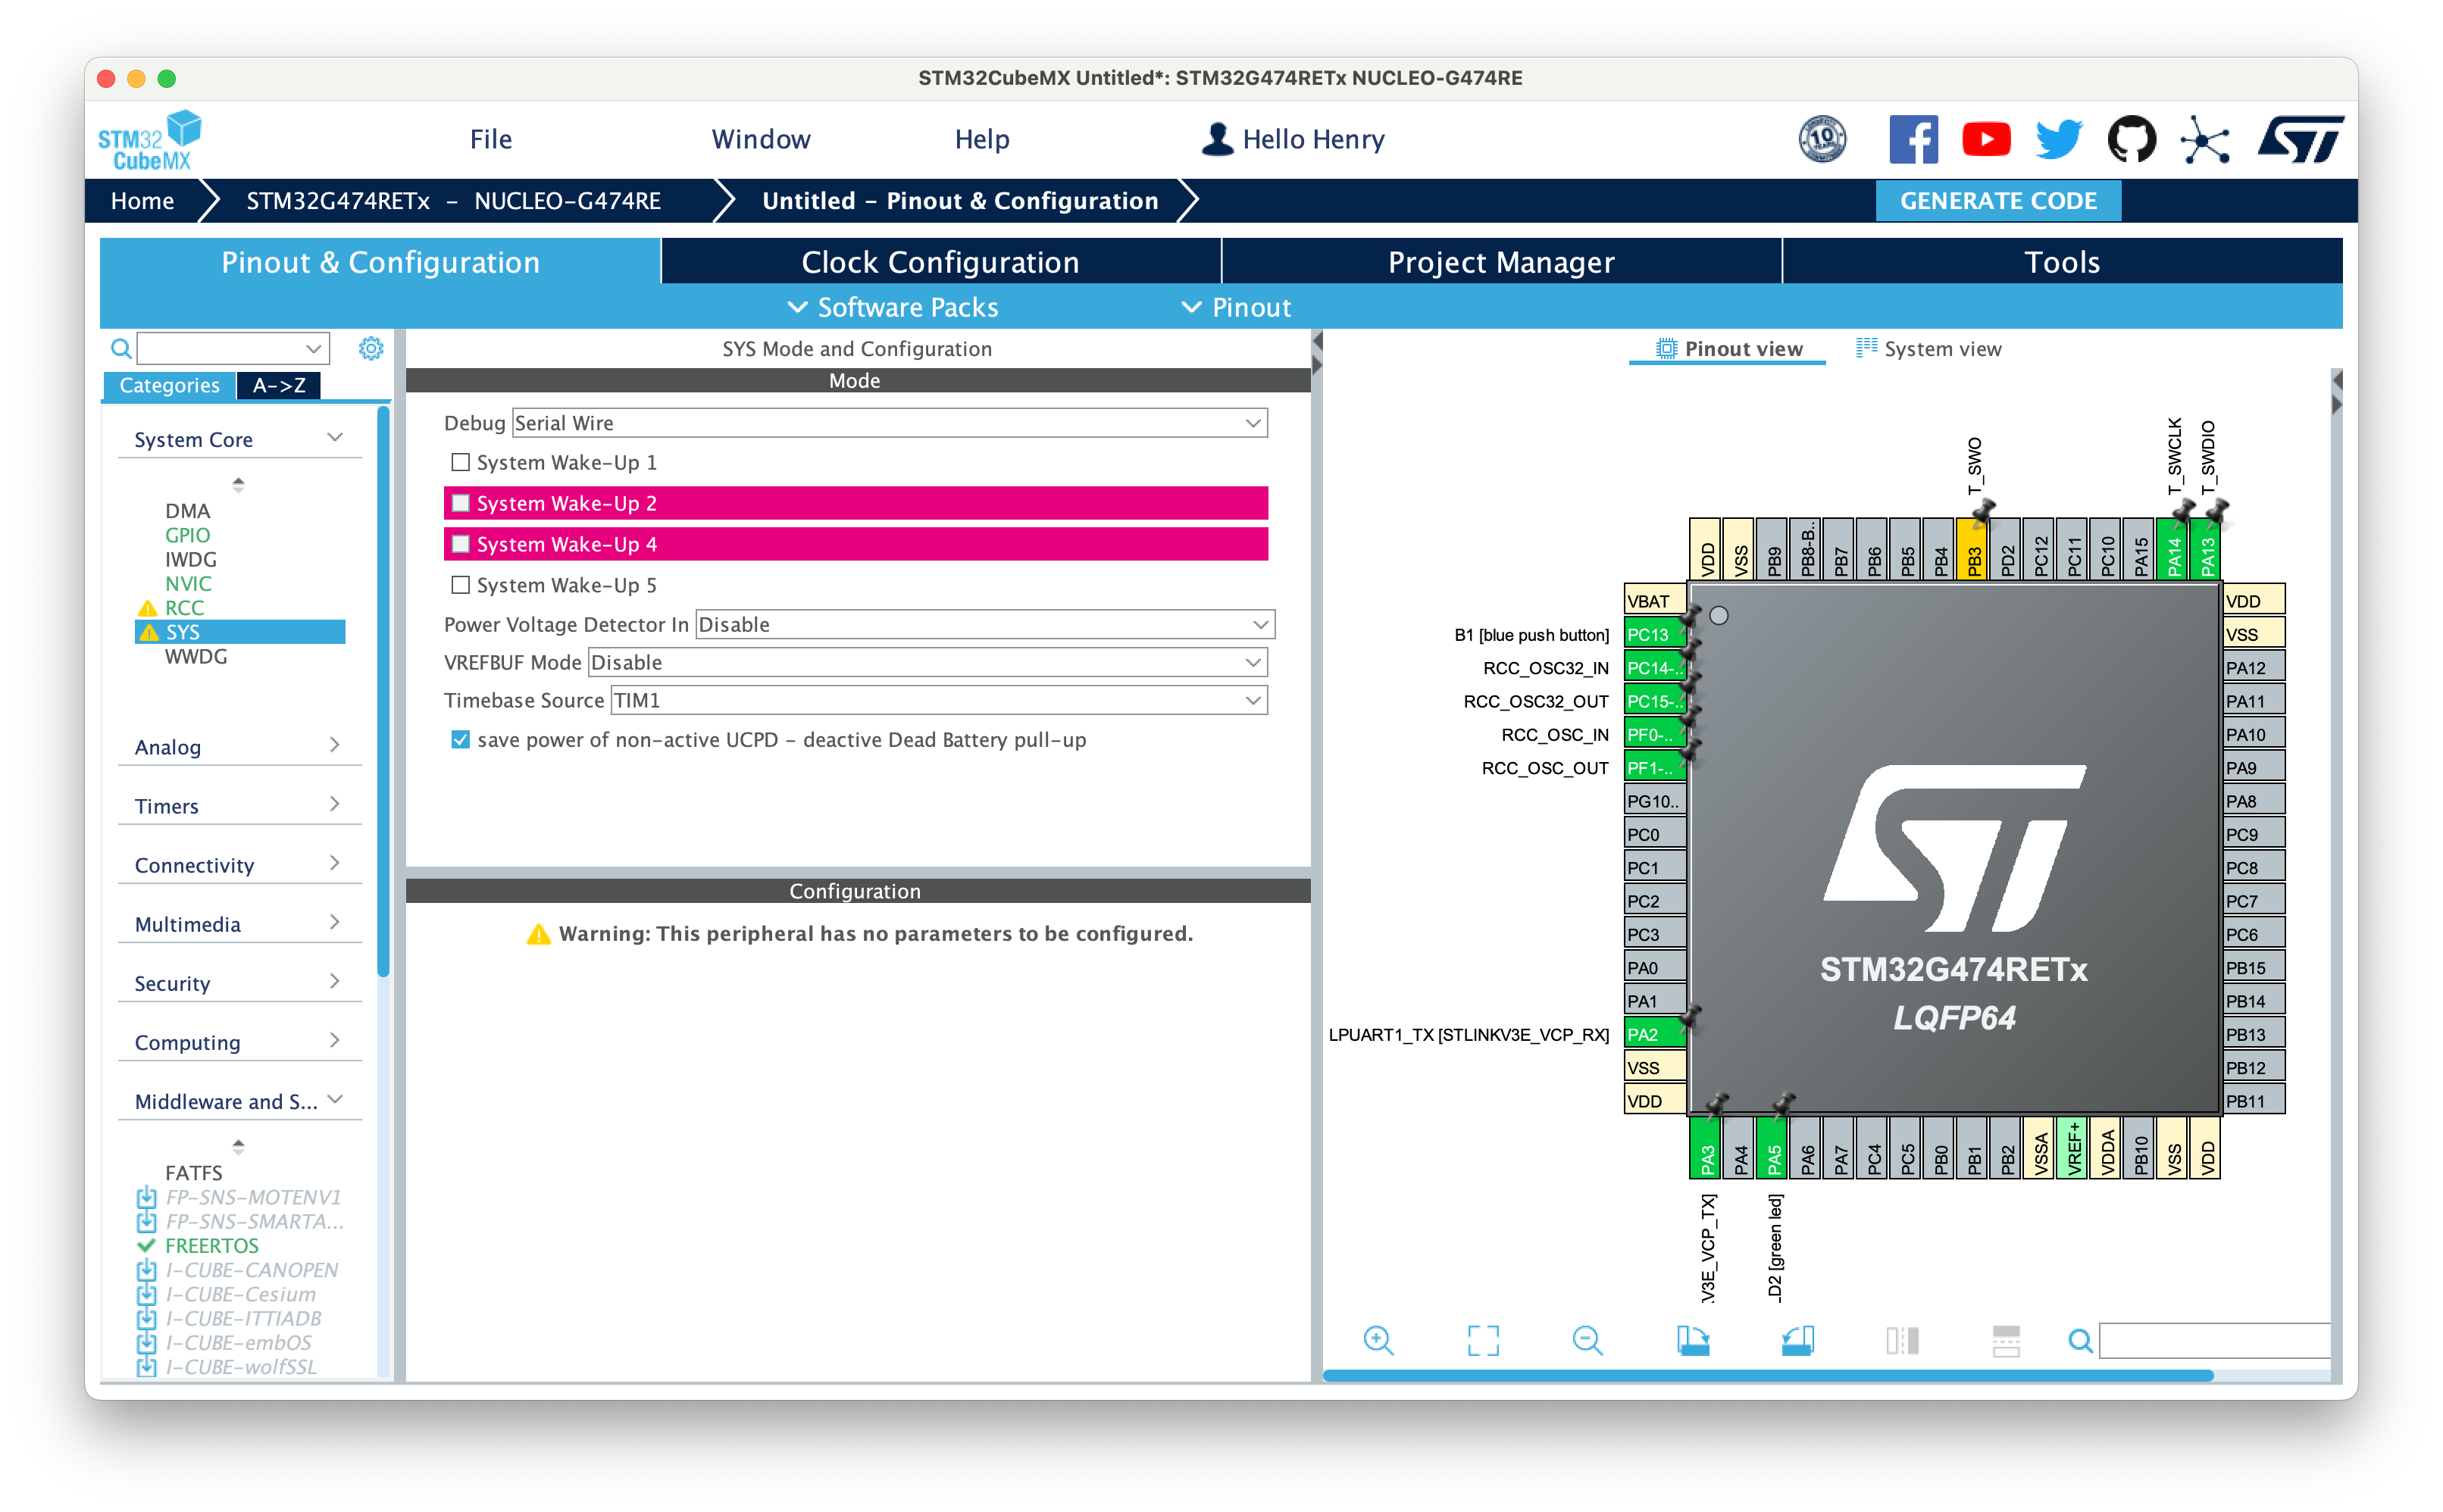 STM32CubeMX Untitled*: STM32G474RETx NUCLEO-G474RE
STM32
CubeMX
File
Window
Help
Hello Henry
10
ST
Home
STM32G474RETx - NUCLEO-G474RE
Untitled - Pinout & Configuration
GENERATE CODE
Pinout & Configuration
Clock Configuration
Project Manager
Tools
Software Packs
Pinout
Categories
A->Z
System Core
DMA
GPIO
IWDG
NVIC
RCC
SYS
WWDG
Analog
Timers
Connectivity
Multimedia
Security
Computing
Middleware and S...
FATFS
FP-SNS-MOTENV1
FP-SNS-SMARTA...
FREERTOS
I-CUBE-CANOPEN
I-CUBE-Cesium
I-CUBE-ITTIADB
I-CUBE-embOS
I-CUBE-wolfSSL
SYS Mode and Configuration
Mode
Debug Serial Wire
System Wake-Up 1
System Wake-Up 2
System Wake-Up 4
System Wake-Up 5
Power Voltage Detector In Disable
VREFBUF Mode Disable
Timebase Source TIM1
save power of non-active UCPD - deactive Dead Battery pull-up
Configuration
Warning: This peripheral has no parameters to be configured.
Pinout view
System view
T_SWO
T_SWCLK
T_SWDIO
VDD
VSS
PB9
PB8-B..
PB7
PB6
PB5
PB4
PB3
PD2
PC12
PC11
PC10
PA15
PA14
PA13
VBAT
B1 [blue push button] PC13
RCC_OSC32_IN PC14-..
RCC_OSC32_OUT PC15-..
RCC_OSC_IN PF0-..
RCC_OSC_OUT PF1-..
PG10..
PC0
PC1
PC2
PC3
PA0
PA1
LPUART1_TX [STLINKV3E_VCP_RX] PA2
VSS
VDD
ST
STM32G474RETx
LQFP64
VDD
VSS
PA12
PA11
PA10
PA9
PA8
PC9
PC8
PC7
PC6
PB15
PB14
PB13
PB12
PB11
PA3
PA4
PA5
PA6
PA7
PC4
PC5
PB0
PB1
PB2
VSSA
VREF+
VDDA
PB10
VSS
VDD
V3E_VCP_TX]
D2 [green led]